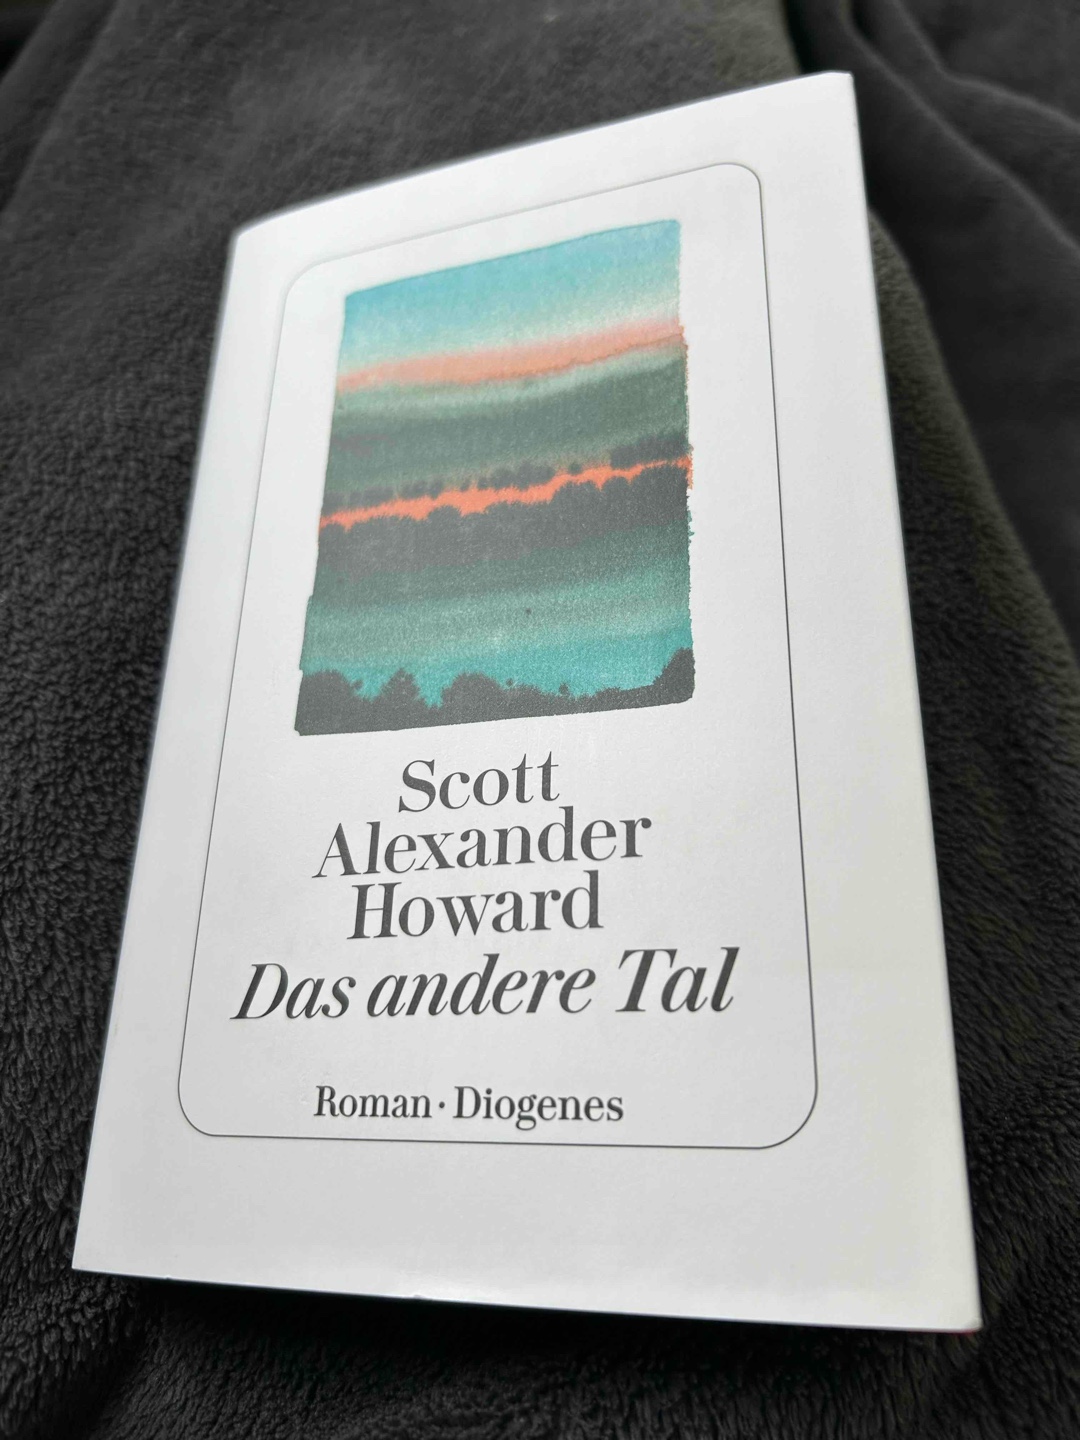 Scott
Alexander
Howard
Das andere Tal
Roman · Diogenes